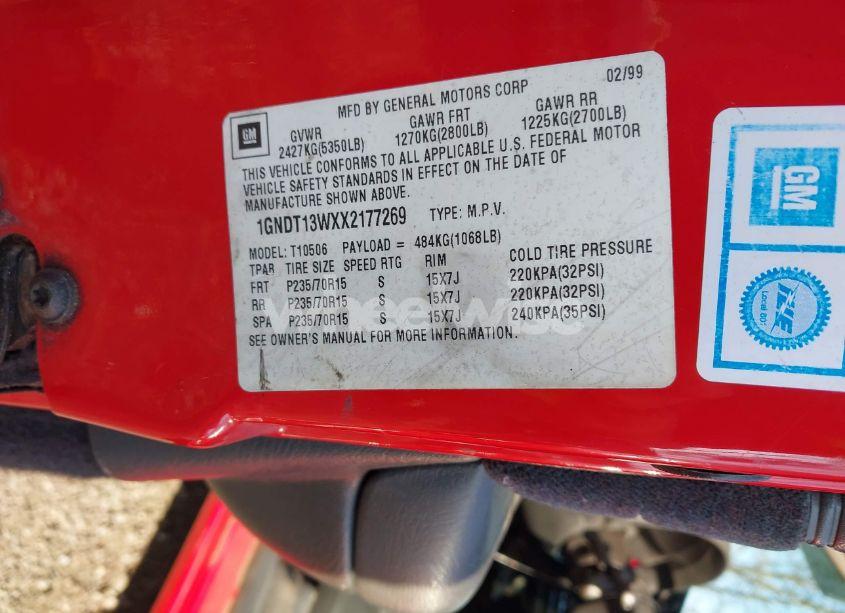 MFD BY GENERAL MOTORS CORP 02/99
GM
GVWR GAWR FRT GAWR RR
2427KG(5350LB) 1270KG(2800LB) 1225KG(2700LB)
THIS VEHICLE CONFORMS TO ALL APPLICABLE U.S. FEDERAL MOTOR
VEHICLE SAFETY STANDARDS IN EFFECT ON THE DATE OF
MANUFACTURE SHOWN ABOVE.
1GNDT13WXX2177269 TYPE: M.P.V.
MODEL: T10506 PAYLOAD = 484KG(1068LB)
TPAR TIRE SIZE SPEED RTG RIM COLD TIRE PRESSURE
FRT P235/70R15 S 15X7J 220KPA(32PSI)
RR P235/70R15 S 15X7J 220KPA(32PSI)
SPA P235/70R15 S 15X7J 240KPA(35PSI)
SEE OWNER'S MANUAL FOR MORE INFORMATION.
GM
Local 801